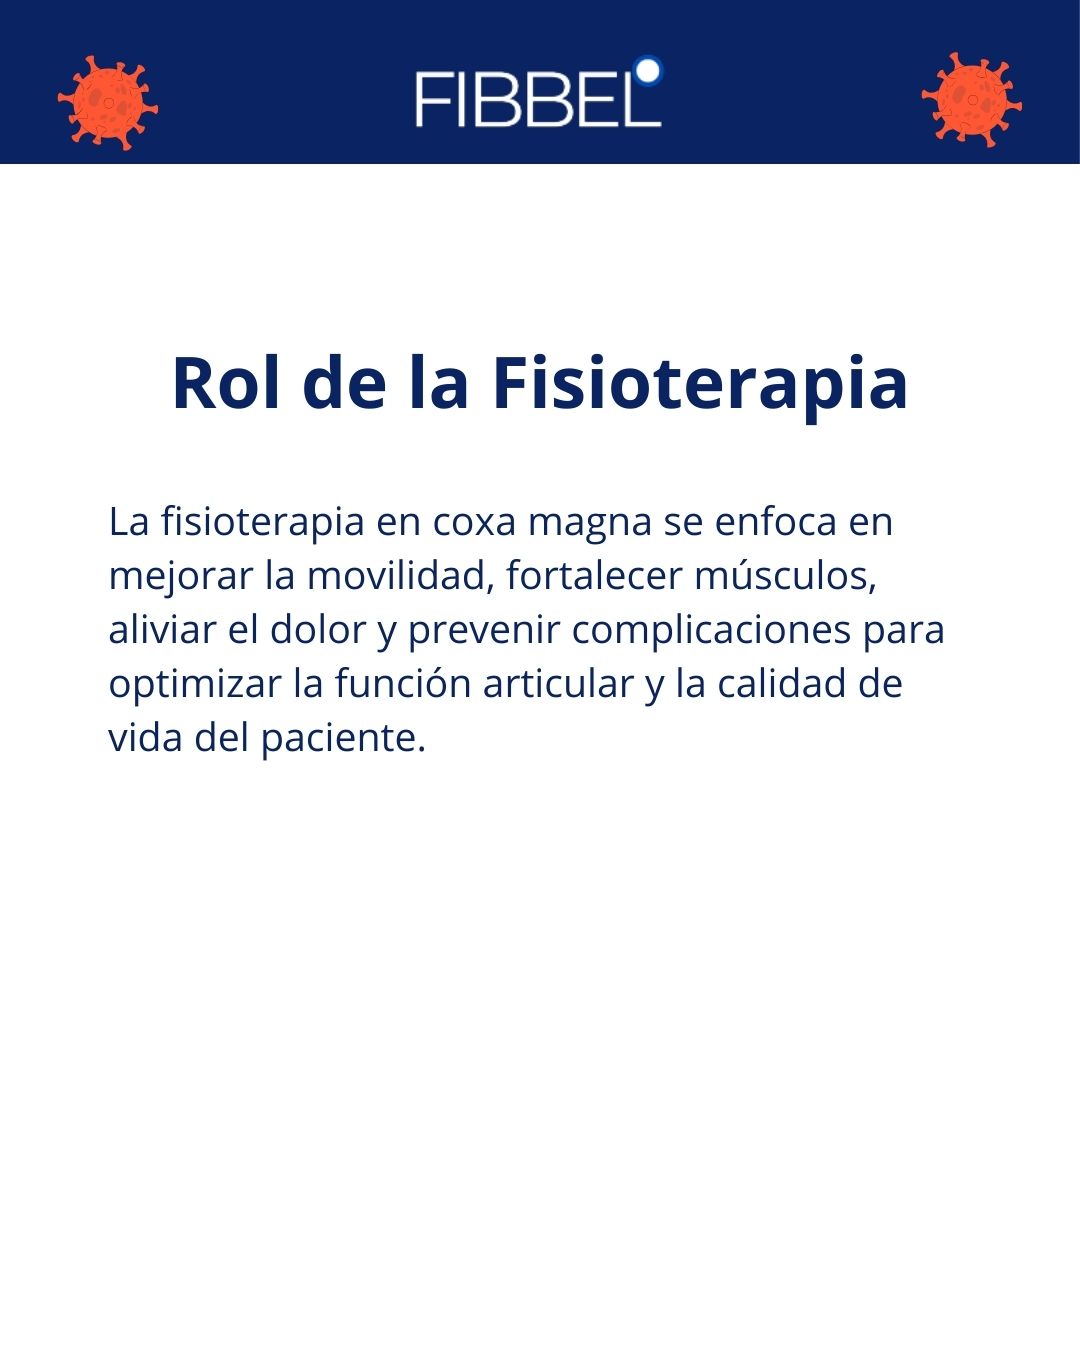 FIBBEL
Rol de la Fisioterapia
La fisioterapia en coxa magna se enfoca en
mejorar la movilidad, fortalecer músculos,
aliviar el dolor y prevenir complicaciones para
optimizar la función articular y la calidad de
vida del paciente.